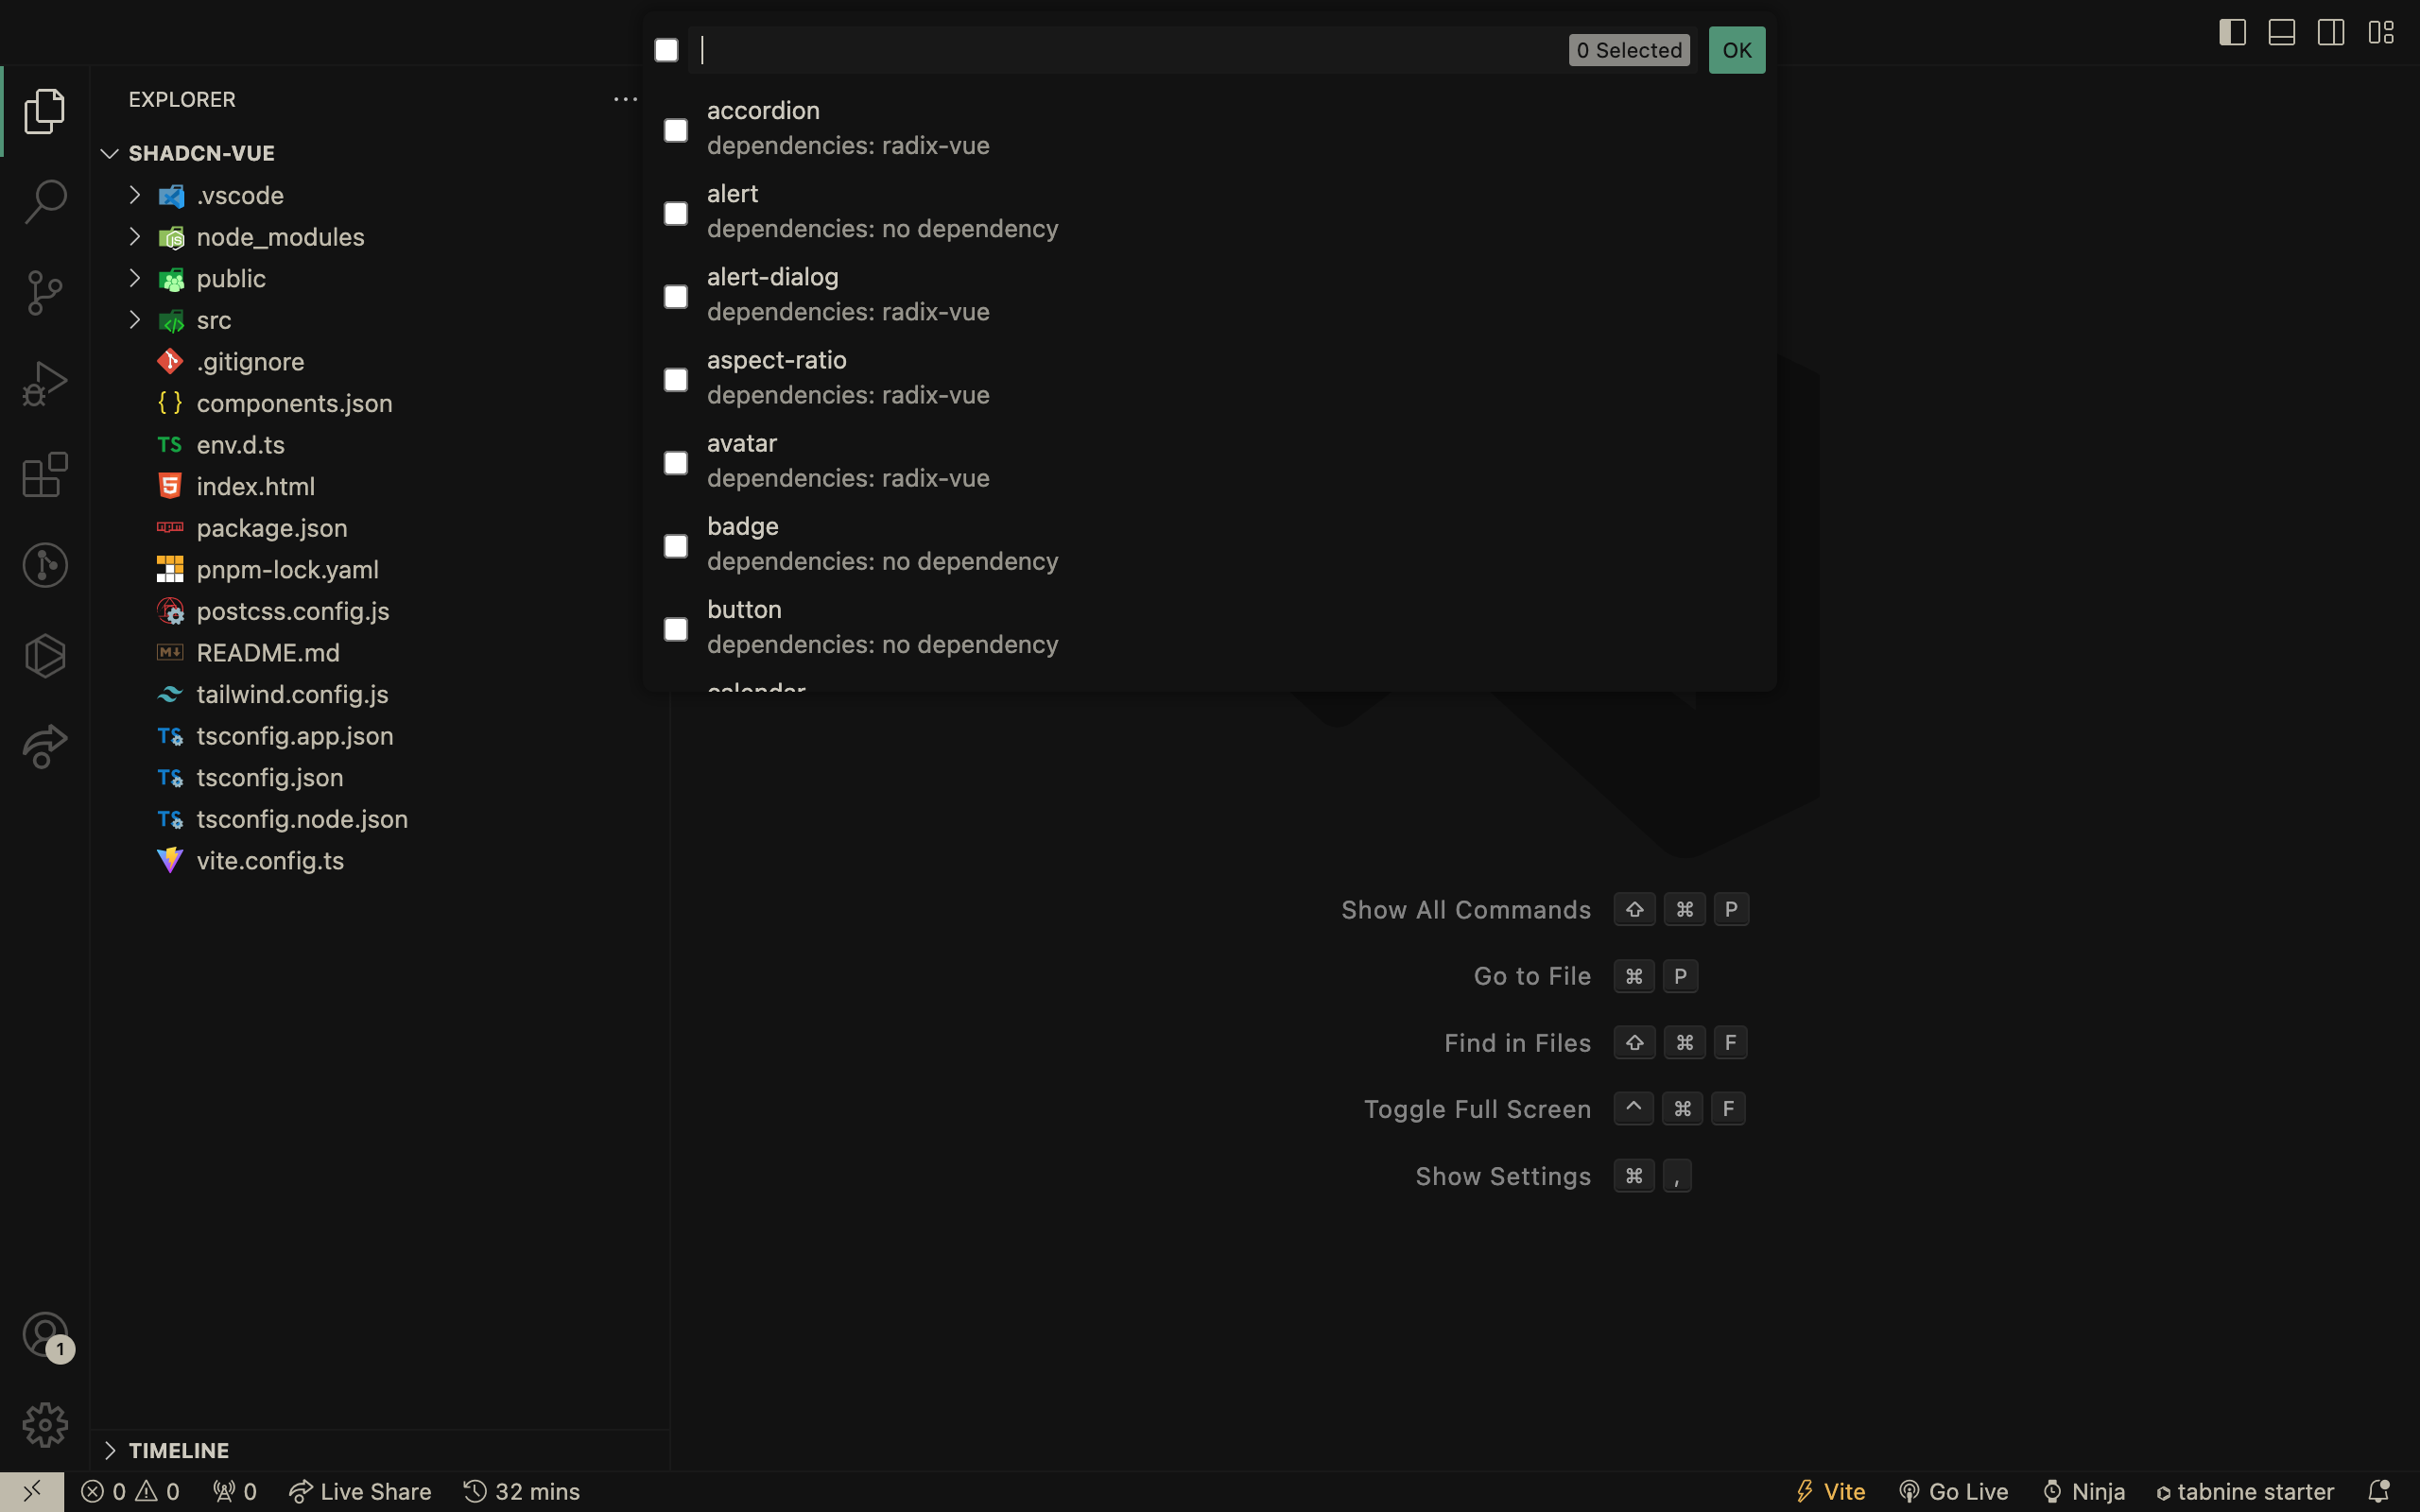 0 Selected
OK
accordion
dependencies: radix-vue
alert
dependencies: no dependency
alert-dialog
dependencies: radix-vue
aspect-ratio
dependencies: radix-vue
avatar
dependencies: radix-vue
badge
dependencies: no dependency
button
dependencies: no dependency
calendar
EXPLORER
SHADCN-VUE
.vscode
node_modules
public
src
.gitignore
components.json
TS env.d.ts
index.html
package.json
pnpm-lock.yaml
postcss.config.js
README.md
tailwind.config.js
TS tsconfig.app.json
TS tsconfig.json
TS tsconfig.node.json
vite.config.ts
Show All Commands ⇧ ⌘ P
Go to File ⌘ P
Find in Files ⇧ ⌘ F
Toggle Full Screen ^ ⌘ F
Show Settings ⌘ ,
1
TIMELINE
0 0 0 Live Share 32 mins Vite Go Live Ninja tabnine starter